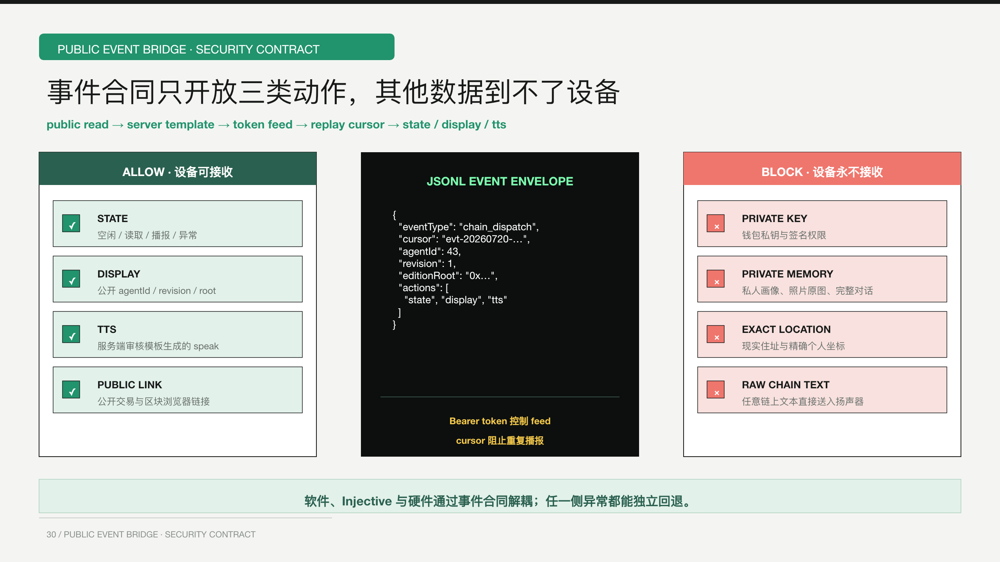 PUBLIC EVENT BRIDGE · SECURITY CONTRACT
事件合同只开放三类动作，其他数据到不了设备
public read → server template → token feed → replay cursor → state / display / tts
ALLOW · 设备可接收
✓
STATE
空闲 / 读取 / 播报 / 异常
✓
DISPLAY
公开 agentId / revision / root
✓
TTS
服务端审核模板生成的 speak
✓
PUBLIC LINK
公开交易与区块浏览器链接
JSONL EVENT ENVELOPE
{
"eventType": "chain_dispatch",
"cursor": "evt-20260720-…",
"agentId": 43,
"revision": 1,
"editionRoot": "0x…",
"actions": [
"state", "display", "tts"
]
}
Bearer token 控制 feed
cursor 阻止重复播报
BLOCK · 设备永不接收
×
PRIVATE KEY
钱包私钥与签名权限
×
PRIVATE MEMORY
私人画像、照片原图、完整对话
×
EXACT LOCATION
现实住址与精确个人坐标
×
RAW CHAIN TEXT
任意链上文本直接送入扬声器
软件、Injective 与硬件通过事件合同解耦；任一侧异常都能独立回退。
30 / PUBLIC EVENT BRIDGE · SECURITY CONTRACT